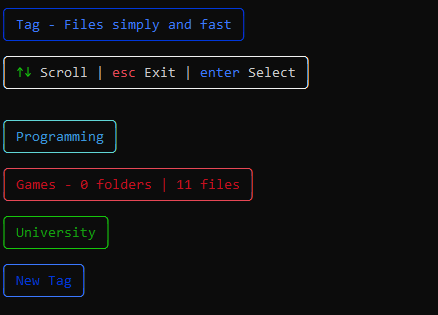 Tag - Files simply and fast
↑↓ Scroll | esc Exit | enter Select
Programming
Games - 0 folders | 11 files
University
New Tag